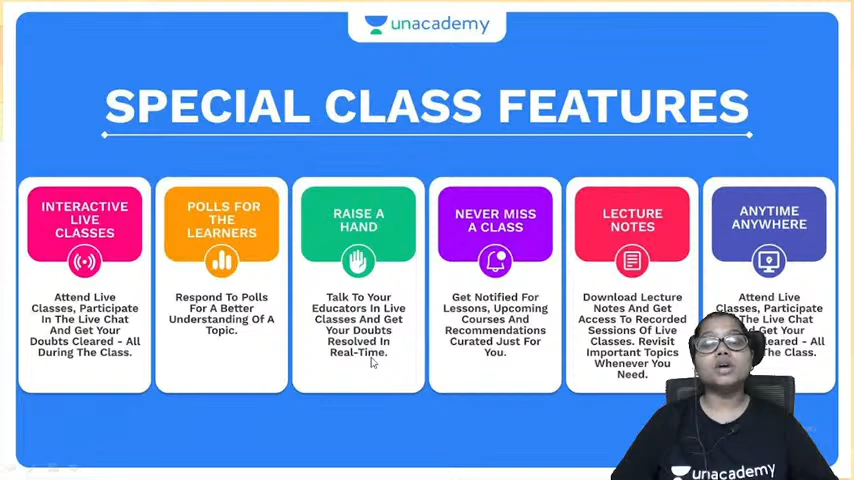 unacademy
SPECIAL CLASS FEATURES
INTERACTIVE
LIVE
CLASSES
Attend Live
Classes, Participate
In The Live Chat
And Get Your
Doubts Cleared - All
During The Class.
POLLS FOR
THE
LEARNERS
Respond To Polls
For A Better
Understanding Of A
Topic.
RAISE A
HAND
Talk To Your
Educators In Live
Classes And Get
Your Doubts
Resolved In
Real-Time.
NEVER MISS
A CLASS
Get Notified For
Lessons, Upcoming
Courses And
Recommendations
Curated Just For
You.
LECTURE
NOTES
Download Lecture
Notes And Get
Access To Recorded
Sessions Of Live
Classes. Revisit
Important Topics
Whenever You
Need.
ANYTIME
ANYWHERE
Attend Live
Classes, Participate
The Live Chat
d Get Your
leared - All
The Class.
unacademy